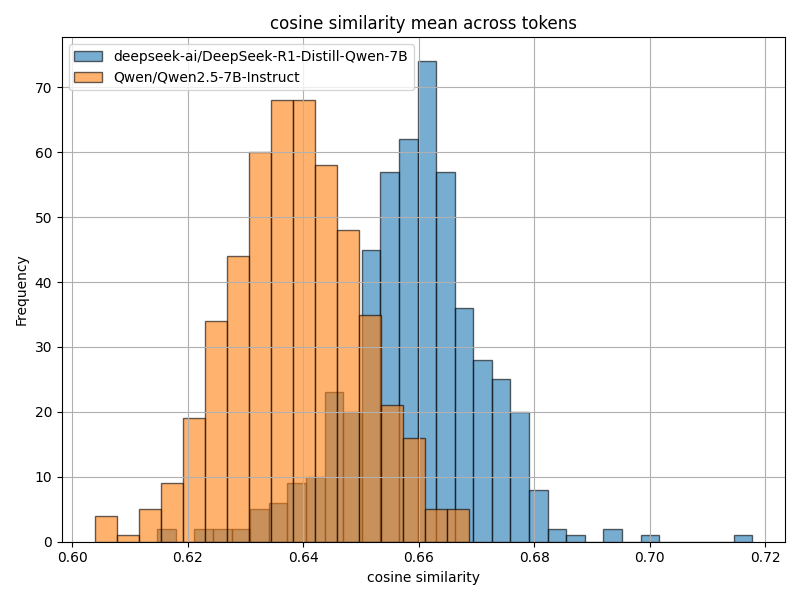 cosine similarity mean across tokens
deepseek-ai/DeepSeek-R1-Distill-Qwen-7B
Qwen/Qwen2.5-7B-Instruct
Frequency
70
60
50
40
30
20
10
0
0.60 0.62 0.64 0.66 0.68 0.70 0.72
cosine similarity